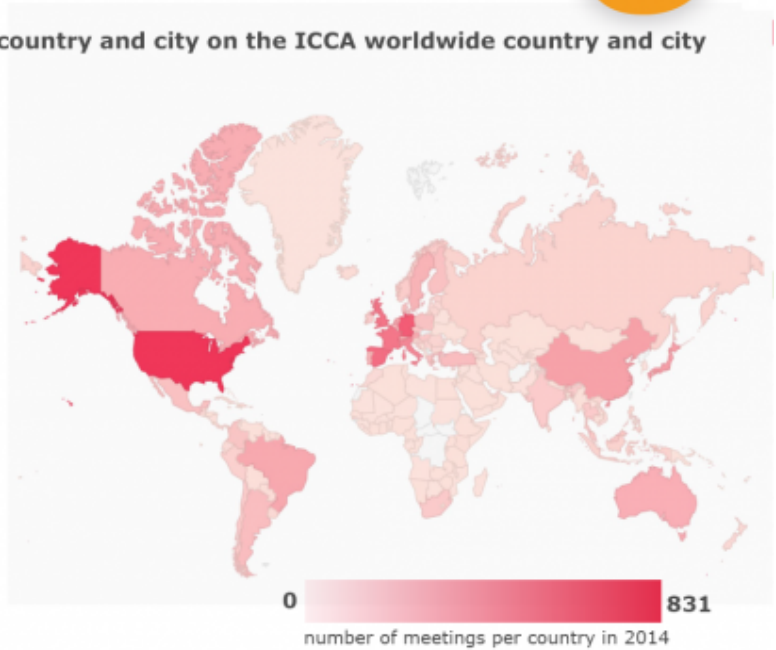 country and city on the ICCA worldwide country and city
0
831
number of meetings per country in 2014